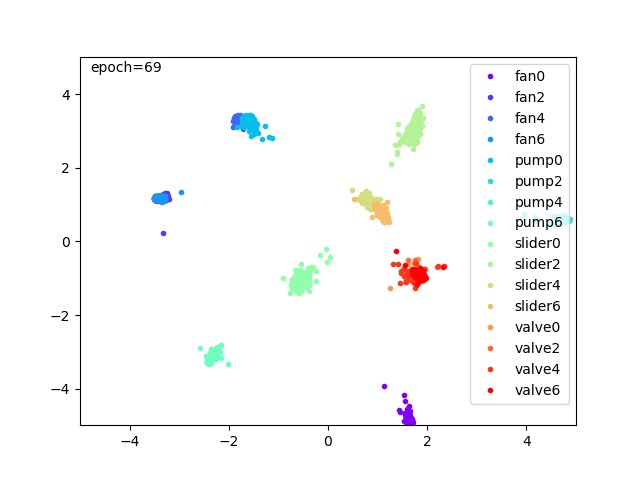 epoch=69
fan0
fan2
fan4
fan6
pump0
pump2
pump4
pump6
slider0
slider2
slider4
slider6
valve0
valve2
valve4
valve6
4
2
0
−2
−4
−4
−2
0
2
4